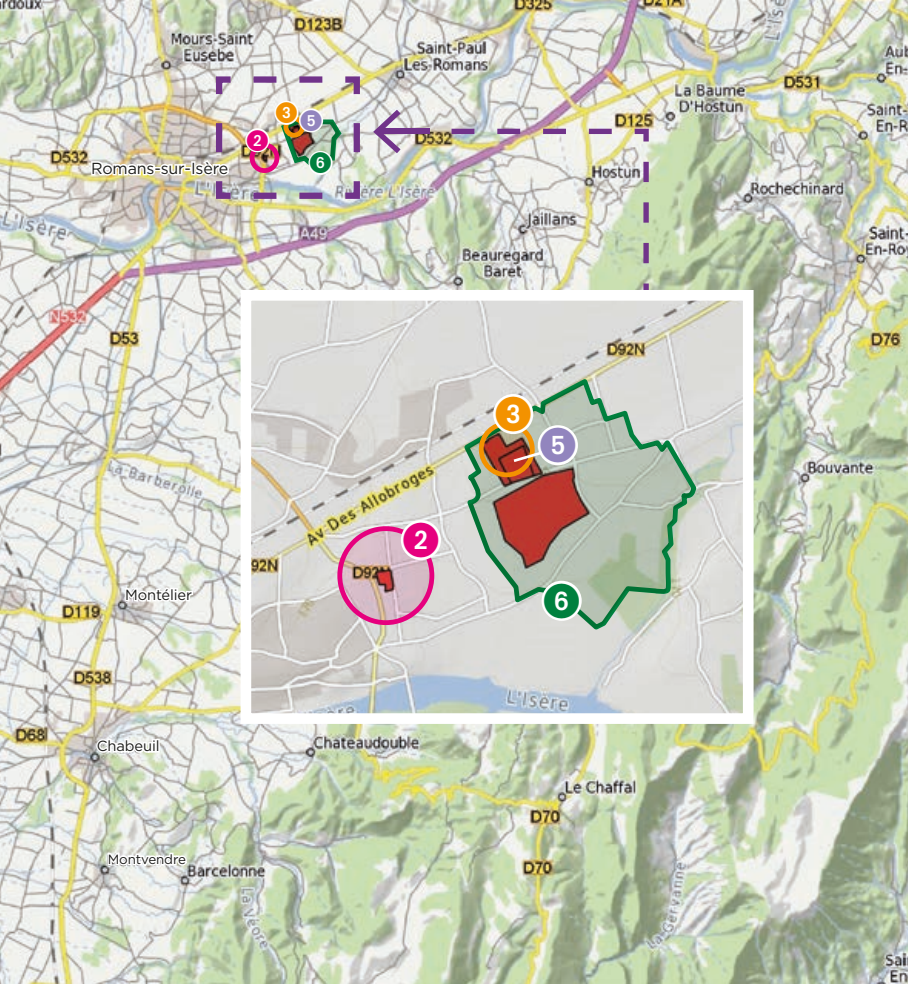 D325
D21A
D123B
Mours-Saint
Eusèbe
Saint-Paul
Les-Romans
D531
La Baume
D'Hostun
3
5
D125
2
D532
D532
6
Romans-sur-Isère
L'Isère
Rivière L'Isère
Hostun
Rochechinard
L'Isère
Jaillans
A49
Beauregard
Baret
N532
D53
D76
D92N
3
5
La Barberolle
Av Des Allobroges
Bouvante
2
92N
D92N
6
Montélier
D119
D538
L'Isère
D68
Chabeuil
Chateaudouble
Le Chaffal
D70
Montvendre
Barcelonne
D70
La Véore
La Gervanne